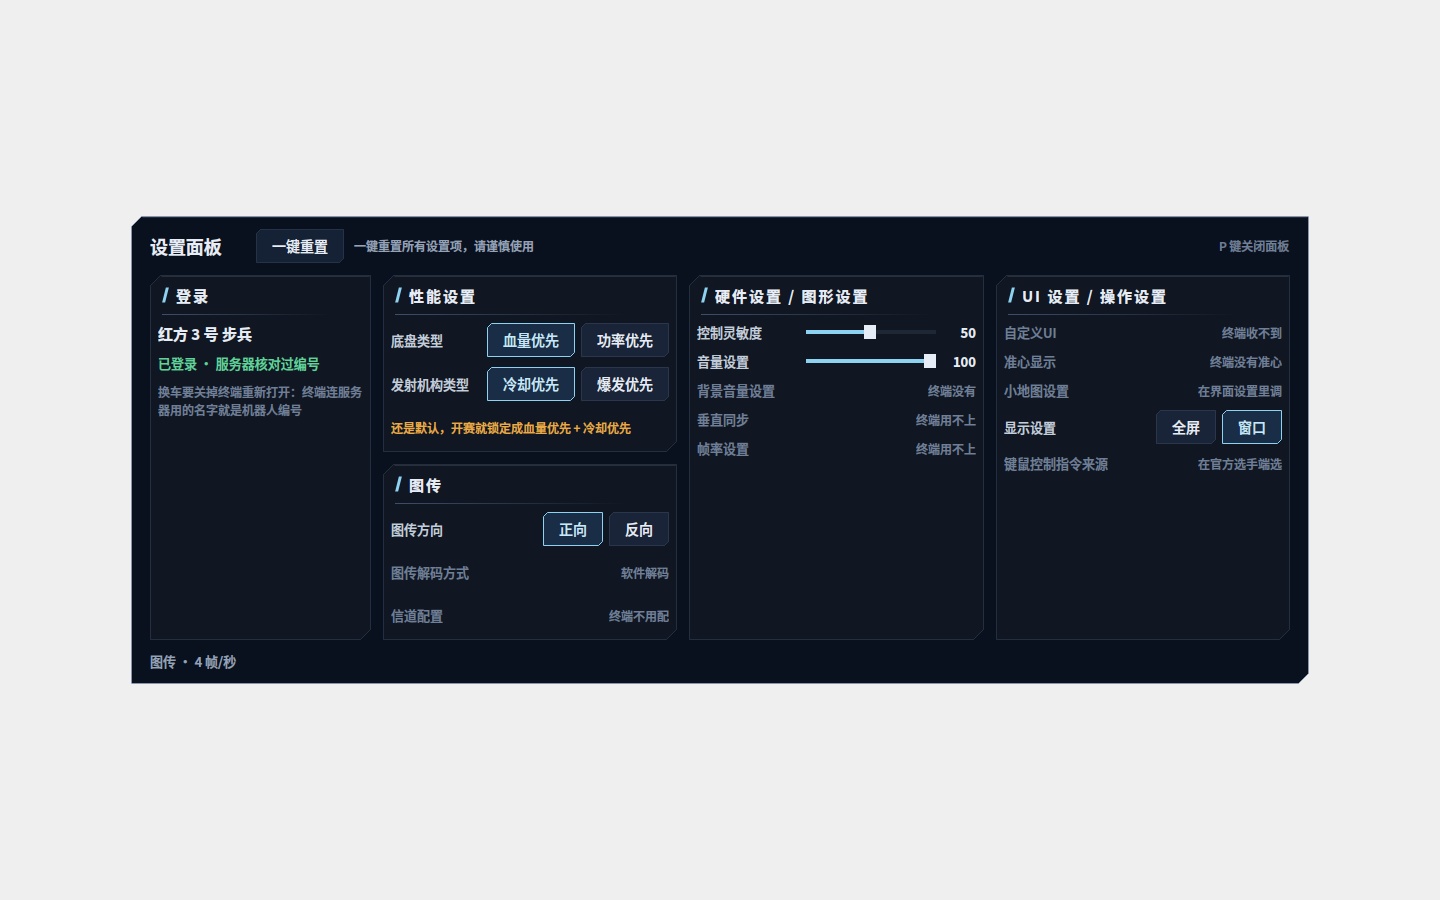 设置面板
一键重置
一键重置所有设置项，请谨慎使用
P 键关闭面板
登录
红方 3 号 步兵
已登录 · 服务器核对过编号
换车要关掉终端重新打开：终端连服务
器用的名字就是机器人编号
性能设置
底盘类型 血量优先 功率优先
发射机构类型 冷却优先 爆发优先
还是默认，开赛就锁定成血量优先 + 冷却优先
图传
图传方向 正向 反向
图传解码方式 软件解码
信道配置 终端不用配
硬件设置 / 图形设置
控制灵敏度 50
音量设置 100
背景音量设置 终端没有
垂直同步 终端用不上
帧率设置 终端用不上
UI 设置 / 操作设置
自定义UI 终端收不到
准心显示 终端没有准心
小地图设置 在界面设置里调
显示设置 全屏 窗口
键鼠控制指令来源 在官方选手端选
图传 · 4 帧/秒